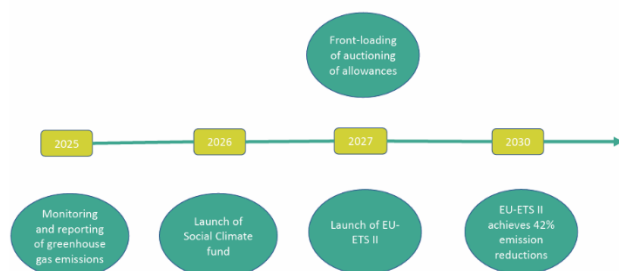 Front-loading
of auctioning
of allowances
2025
2026
2027
2030
Monitoring
and reporting
of greenhouse
gas emissions
Launch of
Social Climate
fund
Launch of EU-
ETS II
EU-ETS II
achieves 42%
emission
reductions